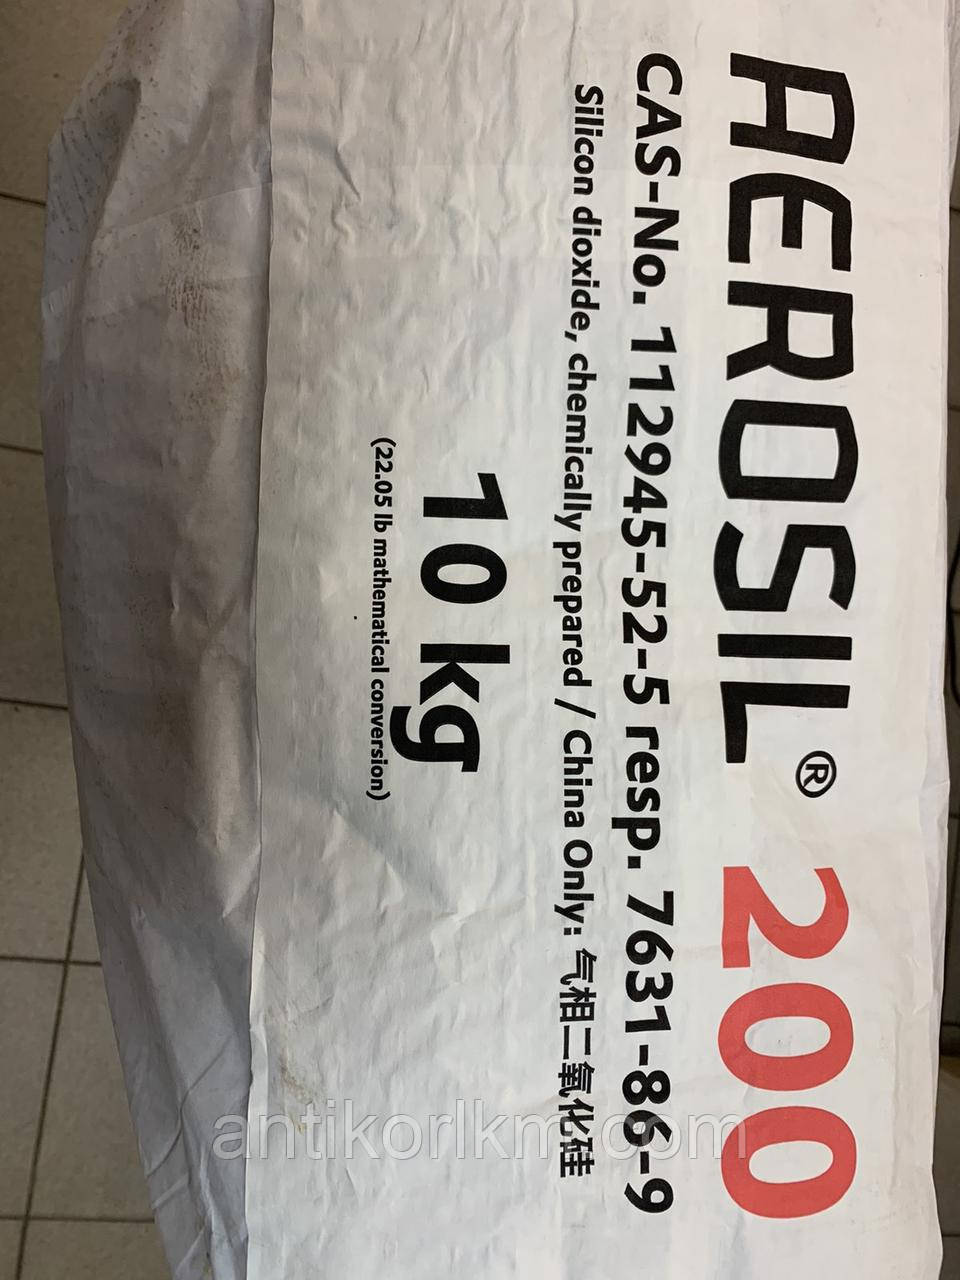 AEROSIL® 200
CAS-No. 112945-52-5 resp. 7631-86-9
Silicon dioxide, chemically prepared / China Only: 气相二氧化硅
10 kg
(22.05 lb mathematical conversion)
antikorlkm.com